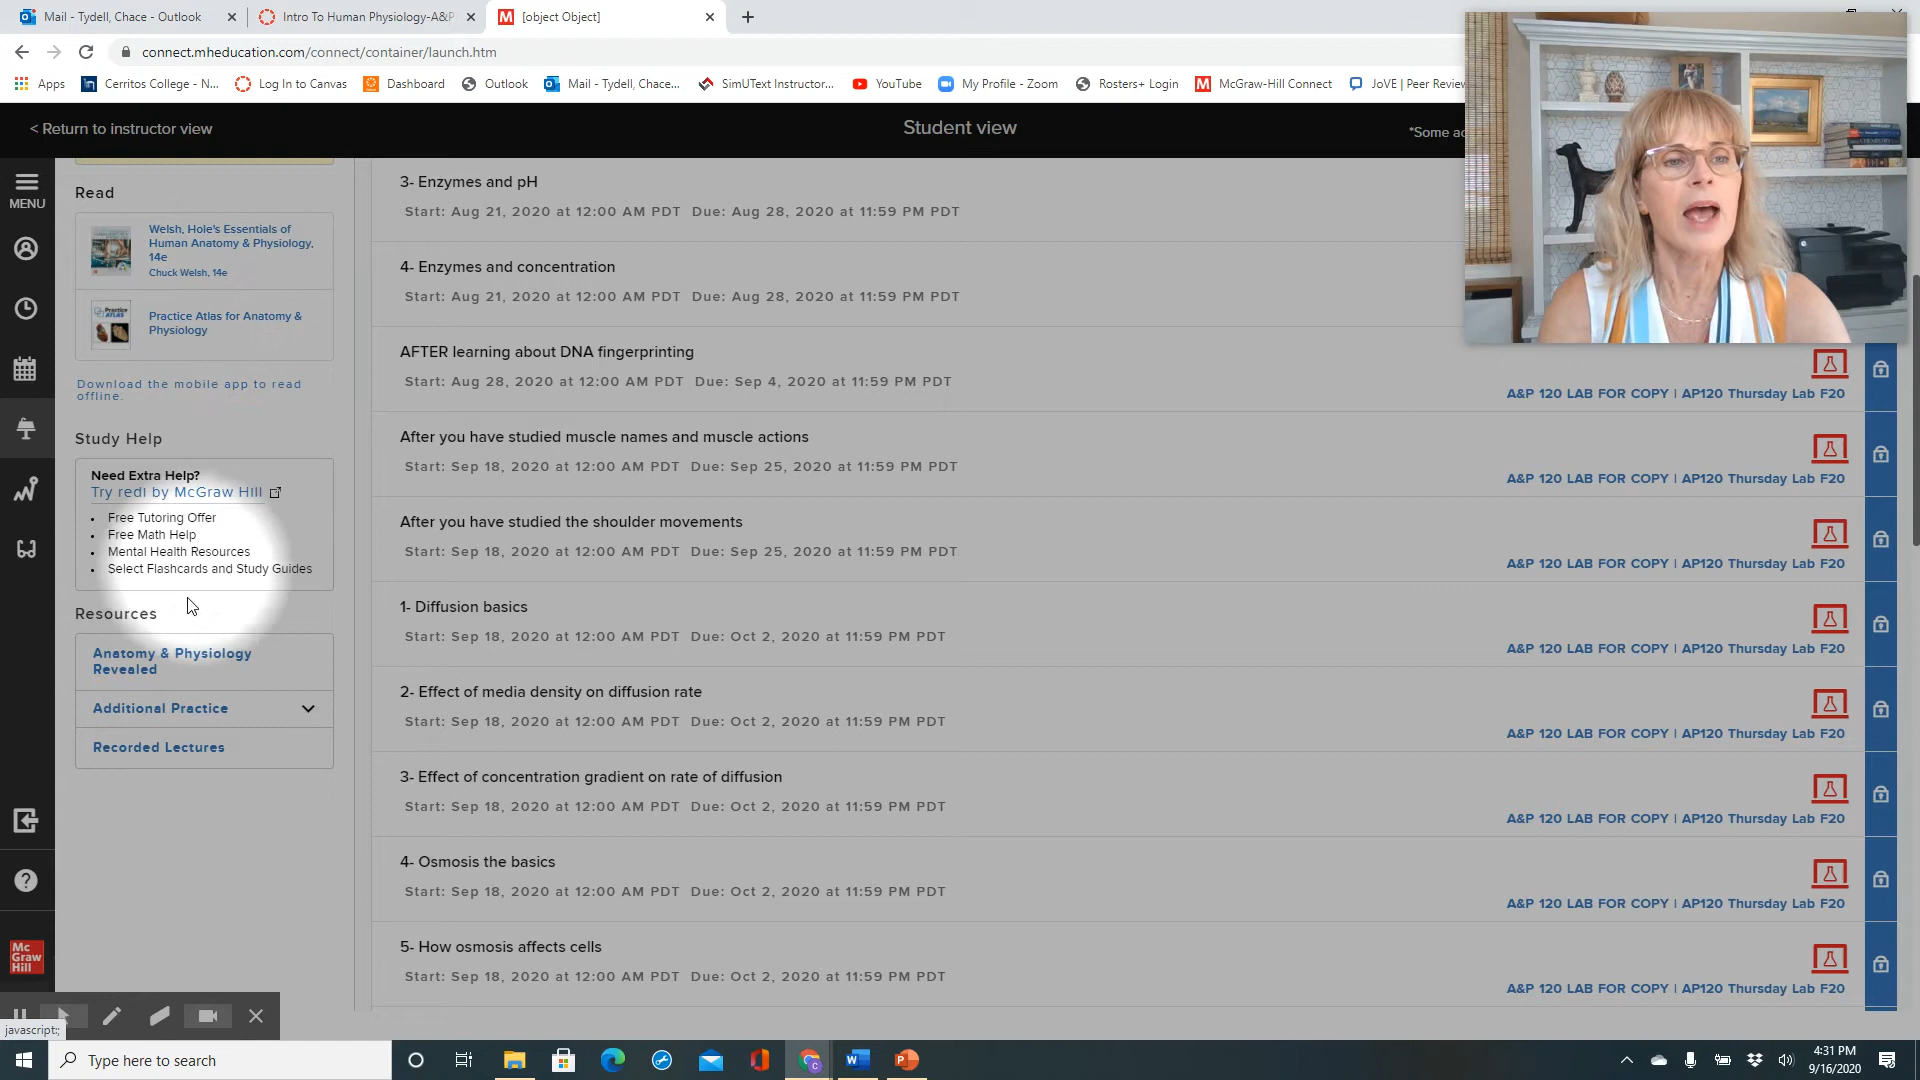 Mail - Tydell, Chace - Outlook
Intro To Human Physiology-A&P
[object Object]
connect.mheducation.com/connect/container/launch.htm
Apps
Cerritos College - N...
Log In to Canvas
Dashboard
Outlook
Mail - Tydell, Chace...
SimUText Instructor...
YouTube
My Profile - Zoom
Rosters+ Login
McGraw-Hill Connect
JoVE | Peer Review
< Return to instructor view
Student view
*Some ac
MENU
Read
Welsh, Hole's Essentials of
Human Anatomy & Physiology,
14e
Chuck Welsh, 14e
Practice
ATLAS
Practice Atlas for Anatomy &
Physiology
Download the mobile app to read
offline.
Study Help
Need Extra Help?
Try redi by McGraw Hill
Free Tutoring Offer
Free Math Help
Mental Health Resources
Select Flashcards and Study Guides
Resources
Anatomy & Physiology
Revealed
Additional Practice
Recorded Lectures
3- Enzymes and pH
Start: Aug 21, 2020 at 12:00 AM PDT Due: Aug 28, 2020 at 11:59 PM PDT
4- Enzymes and concentration
Start: Aug 21, 2020 at 12:00 AM PDT Due: Aug 28, 2020 at 11:59 PM PDT
AFTER learning about DNA fingerprinting
Start: Aug 28, 2020 at 12:00 AM PDT Due: Sep 4, 2020 at 11:59 PM PDT
A&P 120 LAB FOR COPY | AP120 Thursday Lab F20
After you have studied muscle names and muscle actions
Start: Sep 18, 2020 at 12:00 AM PDT Due: Sep 25, 2020 at 11:59 PM PDT
A&P 120 LAB FOR COPY | AP120 Thursday Lab F20
After you have studied the shoulder movements
Start: Sep 18, 2020 at 12:00 AM PDT Due: Sep 25, 2020 at 11:59 PM PDT
A&P 120 LAB FOR COPY | AP120 Thursday Lab F20
1- Diffusion basics
Start: Sep 18, 2020 at 12:00 AM PDT Due: Oct 2, 2020 at 11:59 PM PDT
A&P 120 LAB FOR COPY | AP120 Thursday Lab F20
2- Effect of media density on diffusion rate
Start: Sep 18, 2020 at 12:00 AM PDT Due: Oct 2, 2020 at 11:59 PM PDT
A&P 120 LAB FOR COPY | AP120 Thursday Lab F20
3- Effect of concentration gradient on rate of diffusion
Start: Sep 18, 2020 at 12:00 AM PDT Due: Oct 2, 2020 at 11:59 PM PDT
A&P 120 LAB FOR COPY | AP120 Thursday Lab F20
4- Osmosis the basics
Start: Sep 18, 2020 at 12:00 AM PDT Due: Oct 2, 2020 at 11:59 PM PDT
A&P 120 LAB FOR COPY | AP120 Thursday Lab F20
5- How osmosis affects cells
Start: Sep 18, 2020 at 12:00 AM PDT Due: Oct 2, 2020 at 11:59 PM PDT
A&P 120 LAB FOR COPY | AP120 Thursday Lab F20
Mc
Graw
Hill
javascript:;
Type here to search
4:31 PM
9/16/2020